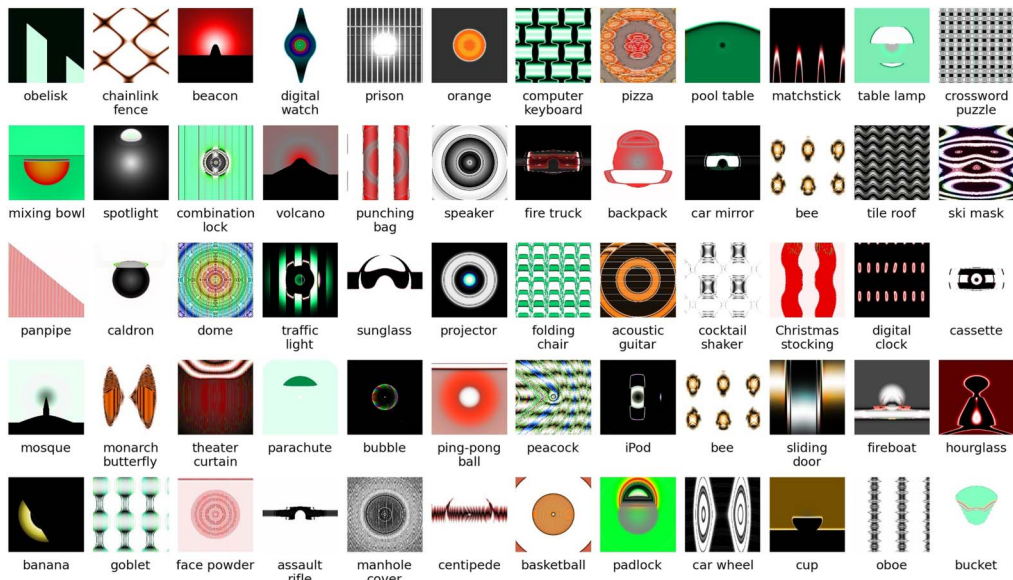 obelisk
chainlink
fence
beacon
digital
watch
prison
orange
computer
keyboard
pizza
pool table
matchstick
table lamp
crossword
puzzle
mixing bowl
spotlight
combination
lock
volcano
punching
bag
speaker
fire truck
backpack
car mirror
bee
tile roof
ski mask
panpipe
caldron
dome
traffic
light
sunglass
projector
folding
chair
acoustic
guitar
cocktail
shaker
Christmas
stocking
digital
clock
cassette
mosque
monarch
butterfly
theater
curtain
parachute
bubble
ping-pong
ball
peacock
iPod
bee
sliding
door
fireboat
hourglass
banana
goblet
face powder
assault
rifle
manhole
cover
centipede
basketball
padlock
car wheel
cup
oboe
bucket